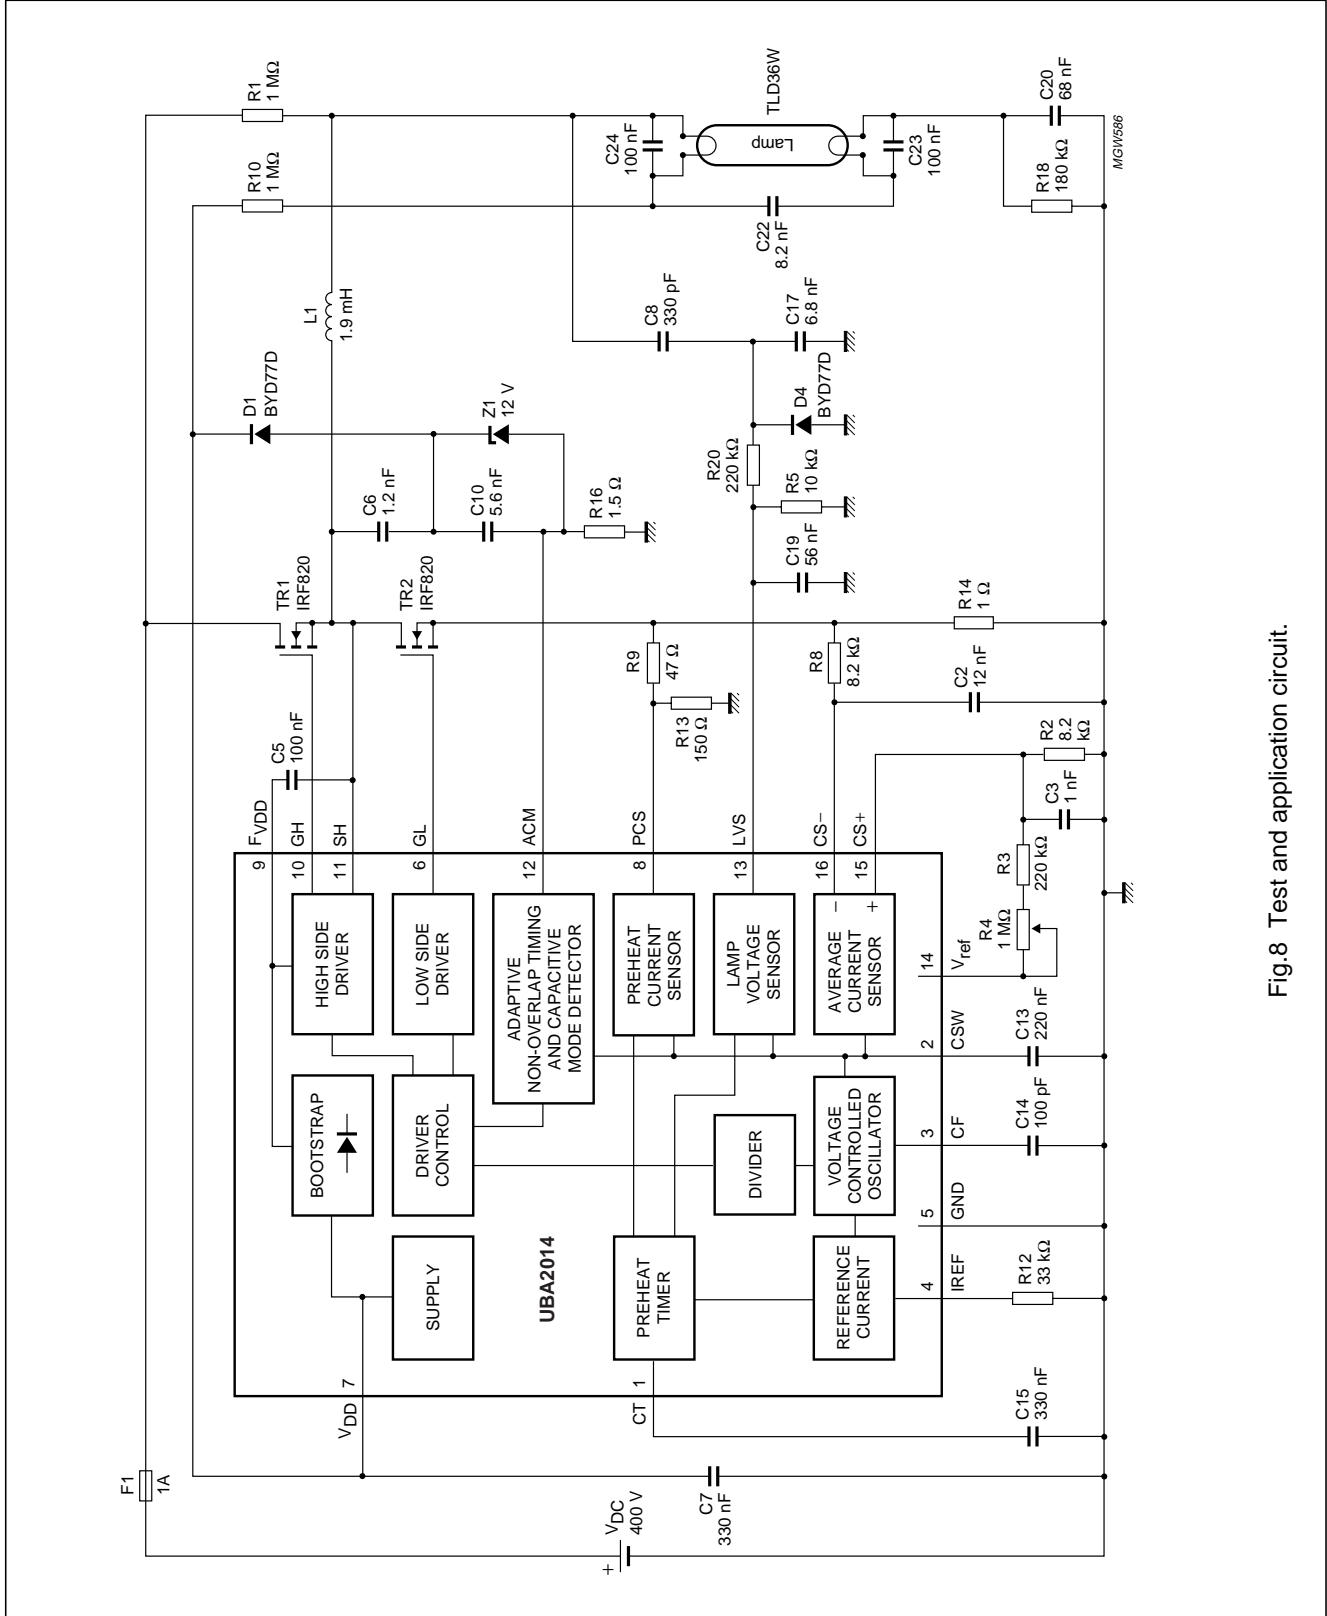 R1
1 MΩ
R10
1 MΩ
D1
BYD77D
L1
1.9 mH
TR1
IRF820
C6
1.2 nF
Z1
12 V
TR2
IRF820
C10
5.6 nF
R16
1.5 Ω
C5
100 nF
C8
330 pF
C24
100 nF
TLD36W
Lamp
C22
8.2 nF
C23
100 nF
C17
6.8 nF
D4
BYD77D
R20
220 kΩ
R5
10 kΩ
C19
56 nF
C20
68 nF
R18
180 kΩ
MGW586
R9
47 Ω
R13
150 Ω
R8
8.2 kΩ
R14
1 Ω
C2
12 nF
R2
8.2
kΩ
C3
1 nF
R3
220 kΩ
R4
1 MΩ
9 FVDD
10 GH
11 SH
6 GL
12 ACM
8 PCS
13 LVS
16 CS−
15 CS+
14
Vref
2
CSW
3
CF
5
GND
4
IREF
HIGH SIDE
DRIVER
LOW SIDE
DRIVER
ADAPTIVE
NON-OVERLAP TIMING
AND CAPACITIVE
MODE DETECTOR
PREHEAT
CURRENT
SENSOR
LAMP
VOLTAGE
SENSOR
AVERAGE −
CURRENT
SENSOR +
BOOTSTRAP
DRIVER
CONTROL
DIVIDER
VOLTAGE
CONTROLLED
OSCILLATOR
SUPPLY
UBA2014
PREHEAT
TIMER
REFERENCE
CURRENT
C13
220 nF
C14
100 pF
R12
33 kΩ
C15
330 nF
VDD 7
CT 1
F1
1A
C7
330 nF
VDC
400 V
+
Fig.8 Test and application circuit.